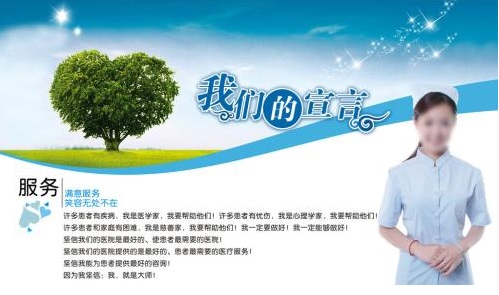 我们的宣言
服务
满意服务
笑容无处不在
许多患者有疾病，我是医学家，我要帮助他们！许多患者有忧伤，我是心理学家，我要帮助他们！
许多患者和家庭有困难，我是慈善家，我要帮助他们！我一定要做好！我一定能够做好！
坚信我们的医院是最好的、使患者最需要的医院！
坚信我们的医院提供的是最好的、患者最需要的医疗服务！
坚信我能为患者提供最好的咨询！
因为我坚信：我，就是大师！